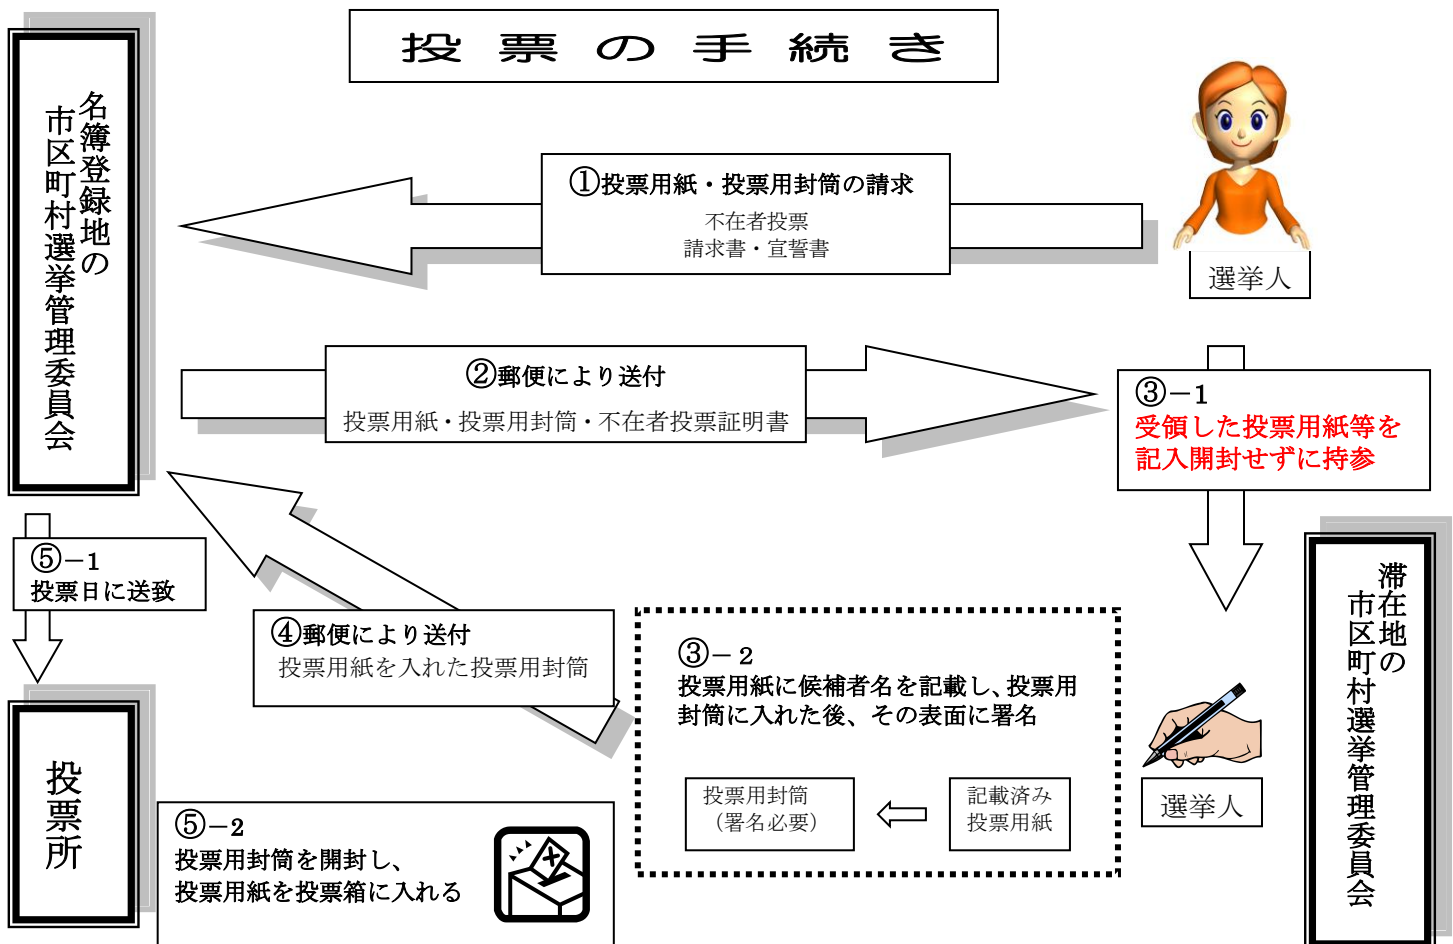 投票の手続き
名簿登録地の
市区町村選挙管理委員会
①投票用紙・投票用封筒の請求
不在者投票
請求書・宣誓書
選挙人
②郵便により送付
投票用紙・投票用封筒・不在者投票証明書
③－1
受領した投票用紙等を
記入開封せずに持参
滞在地の
市区町村選挙管理委員会
③－2
投票用紙に候補者名を記載し、投票用
封筒に入れた後、その表面に署名
記載済み
投票用紙
投票用封筒
（署名必要）
選挙人
④郵便により送付
投票用紙を入れた投票用封筒
⑤－1
投票日に送致
投票所
⑤－2
投票用封筒を開封し、
投票用紙を投票箱に入れる